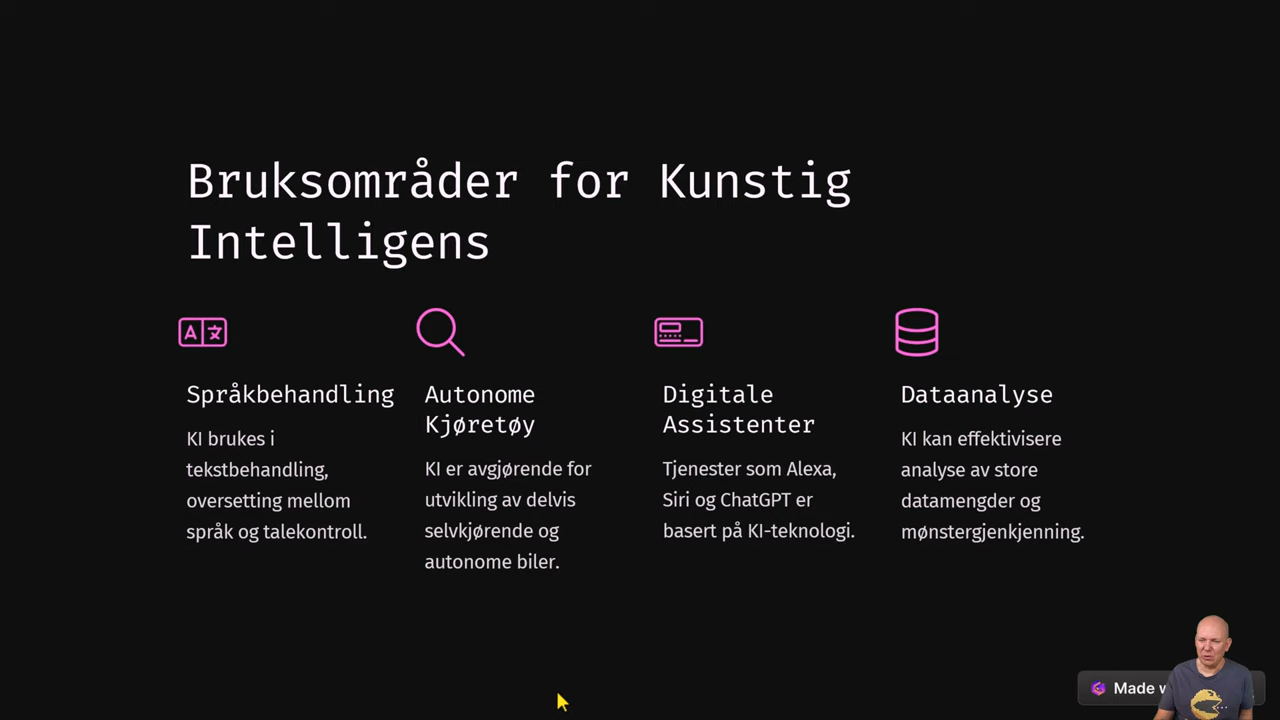 Bruksområder for Kunstig
Intelligens
Språkbehandling
KI brukes i
tekstbehandling,
oversetting mellom
språk og talekontroll.
Autonome
Kjøretøy
KI er avgjørende for
utvikling av delvis
selvkjørende og
autonome biler.
Digitale
Assistenter
Tjenester som Alexa,
Siri og ChatGPT er
basert på KI-teknologi.
Dataanalyse
KI kan effektivisere
analyse av store
datamengder og
mønstergjenkjenning.
Made